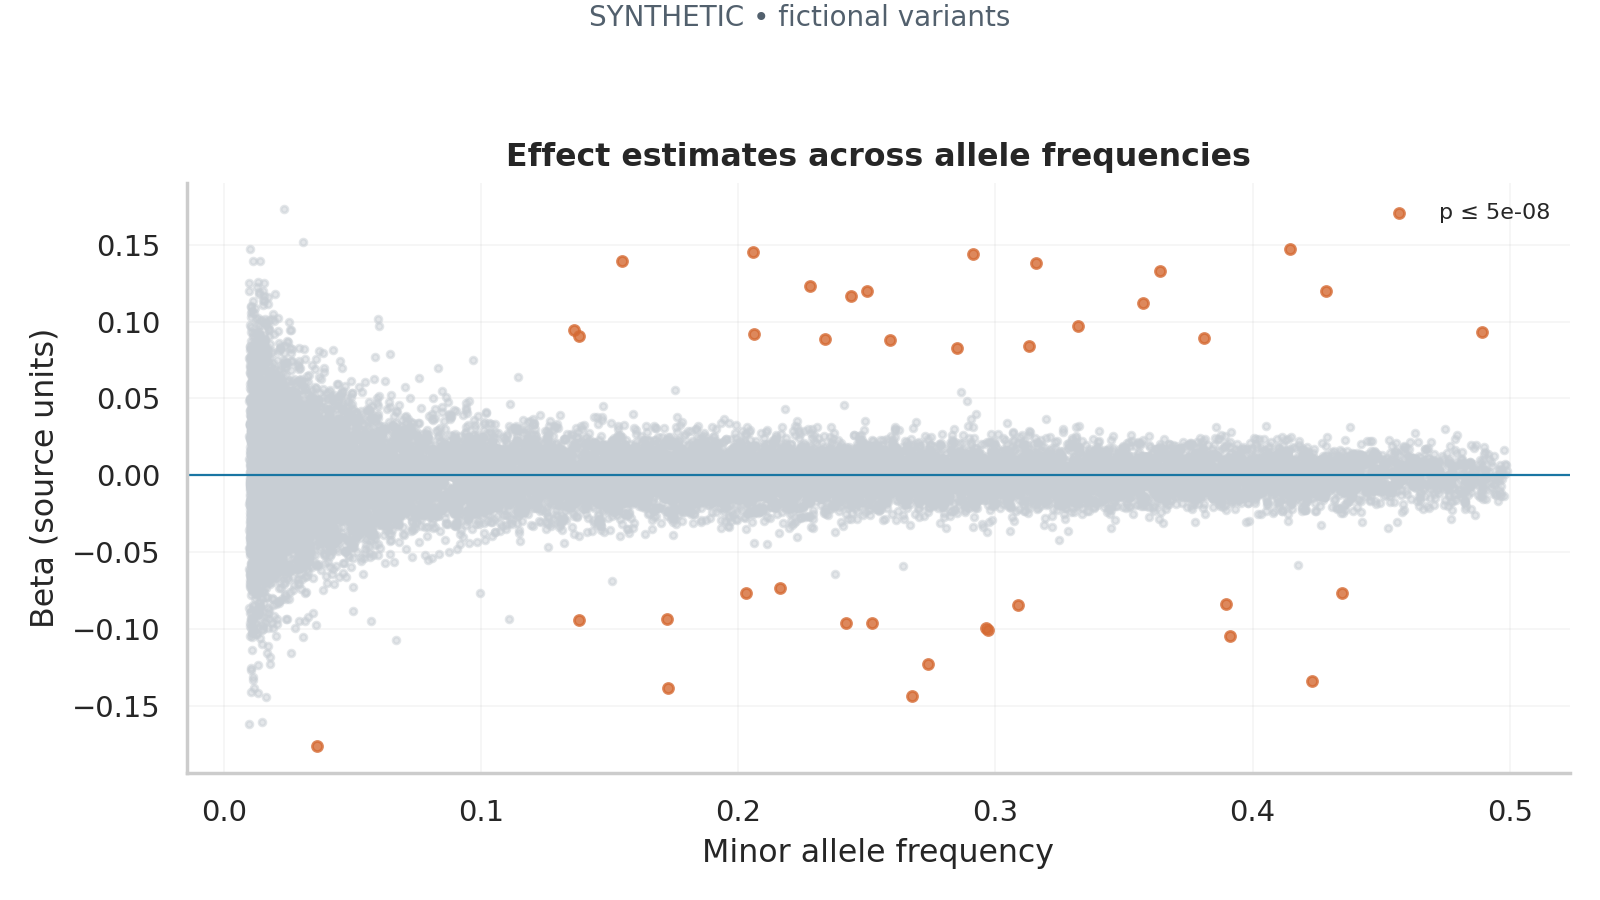 SYNTHETIC • fictional variants
Effect estimates across allele frequencies
p ≤ 5e-08
0.15
0.10
0.05
0.00
−0.05
−0.10
−0.15
Beta (source units)
0.0 0.1 0.2 0.3 0.4 0.5
Minor allele frequency